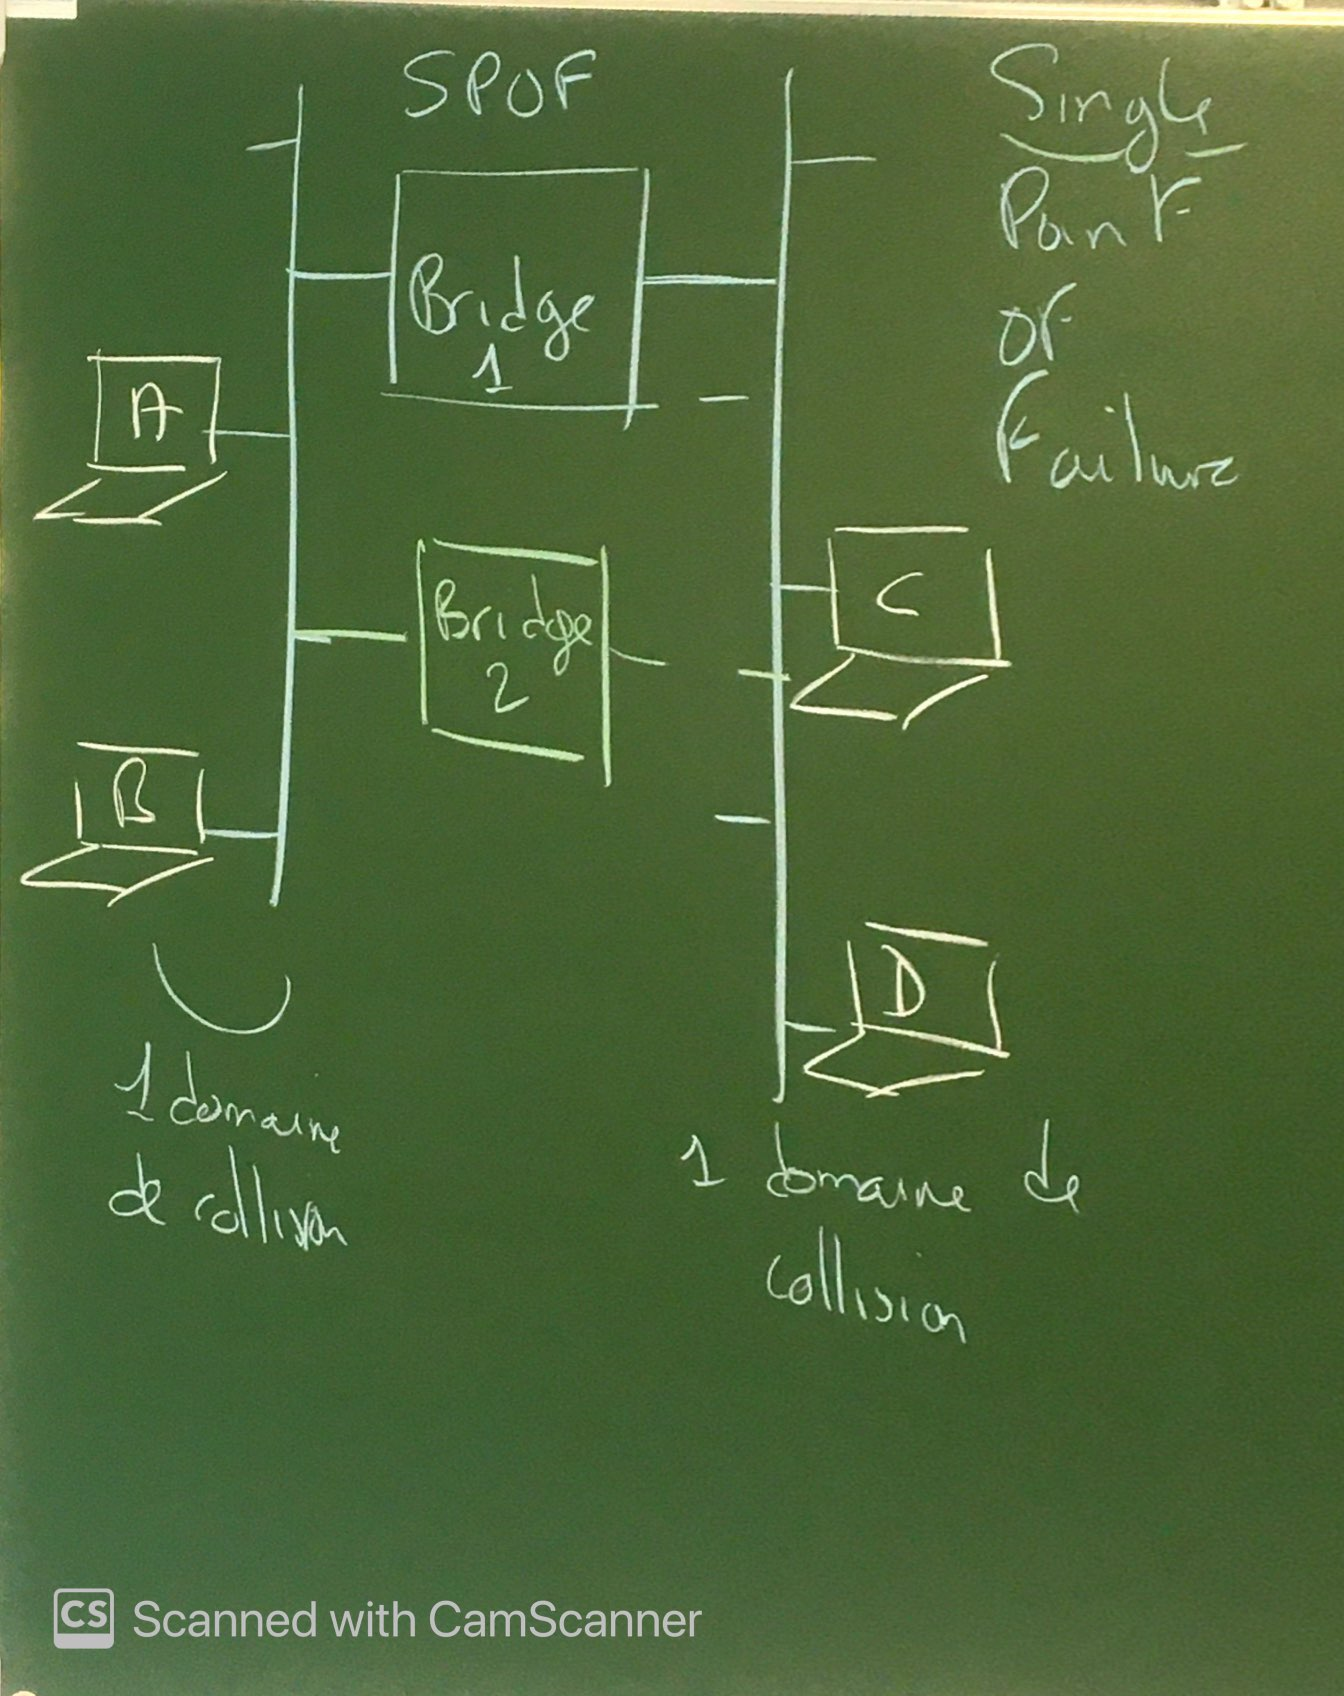 SPOF
Single
Point
of
Failure
Bridge
1
A
Bridge
2
C
B
D
1 domaine
de collision
1 domaine de
collision
CS Scanned with CamScanner